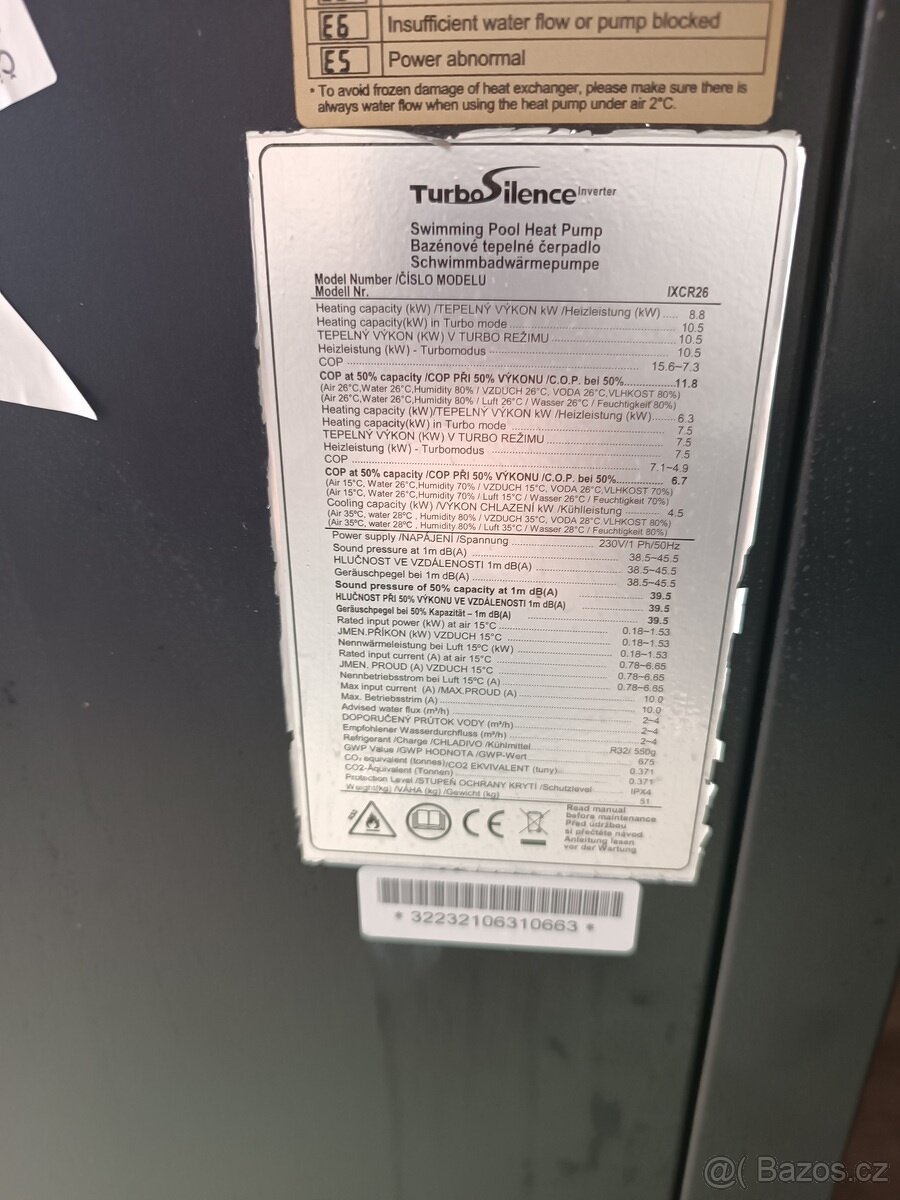 E6 Insufficient water flow or pump blocked
E5 Power abnormal
* To avoid frozen damage of heat exchanger, please make sure there is
always water flow when using the heat pump under air 2°C.
TurboSilence Inverter
Swimming Pool Heat Pump
Bazénové tepelné čerpadlo
Schwimmbadwärmepumpe
Model Number /ČÍSLO MODELU
Modell Nr. IXCR26
Heating capacity (kW) /TEPELNÝ VÝKON kW /Heizleistung (kW) ..... 8.8
Heating capacity(kW) in Turbo mode ..... 10.5
TEPELNÝ VÝKON (KW) V TURBO REŽIMU ..... 10.5
Heizleistung (kW) - Turbomodus ..... 10.5
COP ..... 15.6~7.3
COP at 50% capacity /COP PŘI 50% VÝKONU /C.O.P. bei 50% ..... 11.8
(Air 26°C,Water 26°C,Humidity 80% / VZDUCH 26°C, VODA 26°C,VLHKOST 80%)
(Air 26°C,Water 26°C,Humidity 80% / Luft 26°C / Wasser 26°C / Feuchtigkeif 80%)
Heating capacity (kW)/TEPELNÝ VÝKON kW /Heizleistung (kW) ..... 6.3
Heating capacity(kW) in Turbo mode ..... 7.5
TEPELNÝ VÝKON (KW) V TURBO REŽIMU ..... 7.5
Heizleistung (kW) - Turbomodus ..... 7.5
COP ..... 7.1~4.9
COP at 50% capacity /COP PŘI 50% VÝKONU /C.O.P. bei 50% ..... 6.7
(Air 15°C, Water 26°C,Humidity 70% / VZDUCH 15°C, VODA 26°C,VLHKOST 70%)
(Air 15°C, Water 26°C,Humidity 70% / Luft 15°C / Wasser 26°C / Feuchtigkeif 70%)
Cooling capacity (kW) /VÝKON CHLAZENÍ kW /Kühlleistung ..... 4.5
(Air 35°C, water 28°C , Humidity 80% / VZDUCH 35°C, VODA 28°C VLHKOST 80%)
(Air 35°C, water 28°C , Humidity 80% / Luft 35°C / Wasser 28°C / Feuchtigkeit 80%)
Power supply /NAPÁJENÍ /Spannung ..... 230V/1 Ph/50Hz
Sound pressure at 1m dB(A) ..... 38.5~45.5
HLUČNOST VE VZDÁLENOSTI 1m dB(A) ..... 38.5~45.5
Geräuschpegel bei 1m dB(A) ..... 38.5~45.5
Sound pressure of 50% capacity at 1m dB(A) ..... 39.5
HLUČNOST PŘI 50% VÝKONU VE VZDÁLENOSTI 1m dB(A) ..... 39.5
Geräuschpegel bei 50% Kapazität – 1m dB(A) ..... 39.5
Rated input power (kW) at air 15°C ..... 0.18~1.53
JMEN.PŘÍKON (kW) VZDUCH 15°C ..... 0.18~1.53
Nennwärmeleistung bei Luft 15°C (kW) ..... 0.18~1.53
Rated input current (A) at air 15°C ..... 0.78~6.65
JMEN. PROUD (A) VZDUCH 15°C ..... 0.78~6.65
Nennbetriebsstrom bei Luft 15°C (A) ..... 0.78~6.65
Max input current (A) /MAX.PROUD (A) ..... 10.0
Max. Betriebsstrim (A) ..... 10.0
Advised water flux (m³/h) ..... 2~4
DOPORUČENÝ PRŮTOK VODY (m³/h) ..... 2~4
Empfohlener Wasserdurchfluss (m³/h) ..... 2~4
Refrigerant /Charge /CHLADIVO /Kühlmittel ..... R32/ 550g
GWP Value /GWP HODNOTA /GWP-Wert ..... 675
CO₂ equivalent (tonnes)/CO2 EKVIVALENT (tuny) ..... 0.371
CO2-Äquivalent (Tonnen) ..... 0.371
Protection Level /STUPEŇ OCHRANY KRYTÍ /Schutzlevel ..... IPX4
Weight(kg) /VÁHA (kg) /Gewicht (kg) ..... 51
CE
Read manual
before maintenance
Před údržbou
si přečtěte návod
Anleitung lesen
vor der Wartung
* 32232106310663 *
@( Bazos.cz